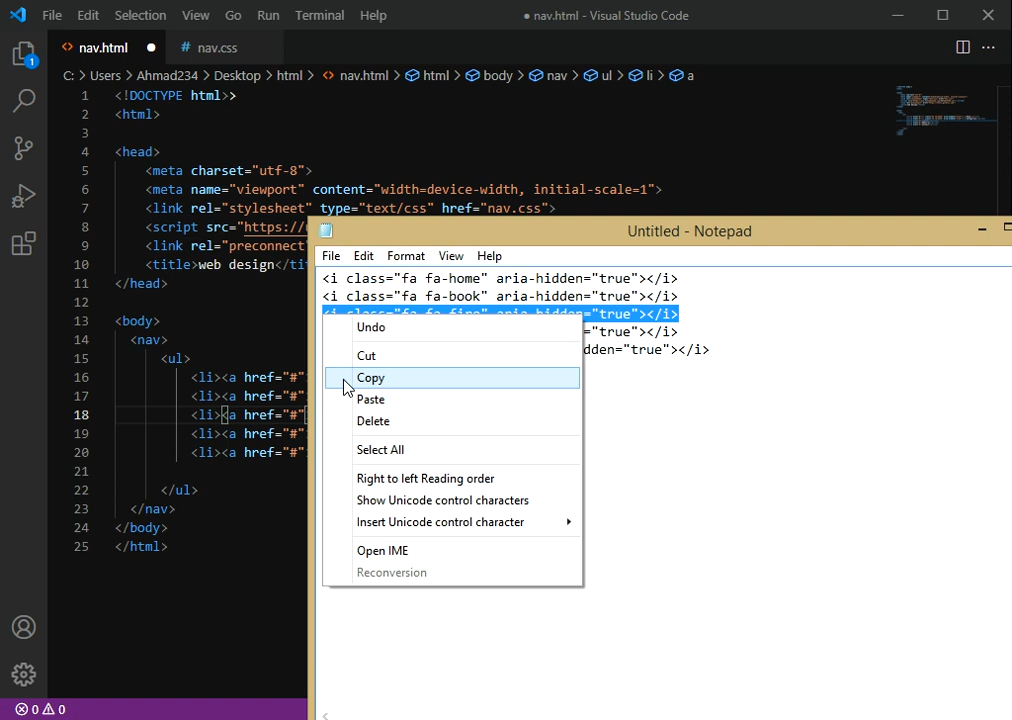 File Edit Selection View Go Run Terminal Help
● nav.html - Visual Studio Code
<> nav.html ●
# nav.css
C: > Users > Ahmad234 > Desktop > html > <> nav.html > html > body > nav > ul > li > a
1 <!DOCTYPE html>>
2 <html>
3
4 <head>
5 <meta charset="utf-8">
6 <meta name="viewport" content="width=device-width, initial-scale=1">
7 <link rel="stylesheet" type="text/css" href="nav.css">
8 <script src="https://
9 <link rel="preconnect"
10 <title>web design</ti
11 </head>
12
13 <body>
14 <nav>
15 <ul>
16 <li><a href="#"
17 <li><a href="#"
18 <li><a href="#"
19 <li><a href="#"
20 <li><a href="#"
21
22 </ul>
23 </nav>
24 </body>
25 </html>
1
0 0
Untitled - Notepad
File Edit Format View Help
<i class="fa fa-home" aria-hidden="true"></i>
<i class="fa fa-book" aria-hidden="true"></i>
<i class="fa fa-fire" aria-hidden="true"></i>
="true"></i>
dden="true"></i>
Undo
Cut
Copy
Paste
Delete
Select All
Right to left Reading order
Show Unicode control characters
Insert Unicode control character
Open IME
Reconversion